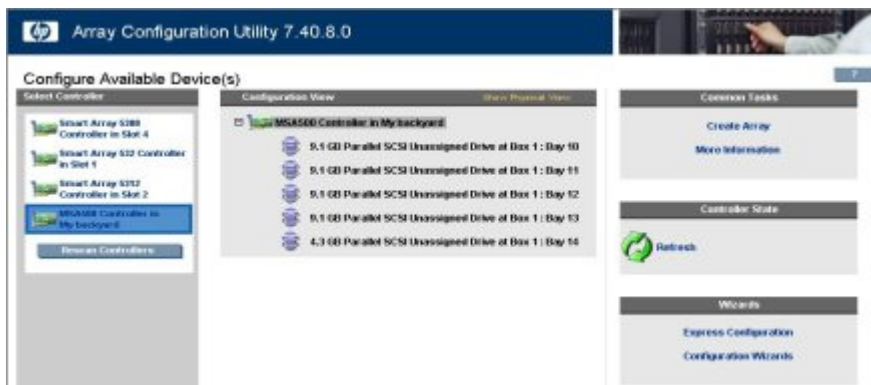 hp
Array Configuration Utility 7.40.8.0
Configure Available Device(s)
?
Select Controller
Smart Array 5300
Controller in Slot 4
Smart Array 532 Controller
in Slot 1
Smart Array 5312
Controller in Slot 2
MSA500 Controller in
My backyard
Rescan Controllers
Configuration View
Show Physical View
MSA500 Controller in My backyard
9.1 GB Parallel SCSI Unassigned Drive at Box 1 : Bay 10
9.1 GB Parallel SCSI Unassigned Drive at Box 1 : Bay 11
9.1 GB Parallel SCSI Unassigned Drive at Box 1 : Bay 12
9.1 GB Parallel SCSI Unassigned Drive at Box 1 : Bay 13
4.3 GB Parallel SCSI Unassigned Drive at Box 1 : Bay 14
Common Tasks
Create Array
More Information
Controller State
Refresh
Wizards
Express Configuration
Configuration Wizards